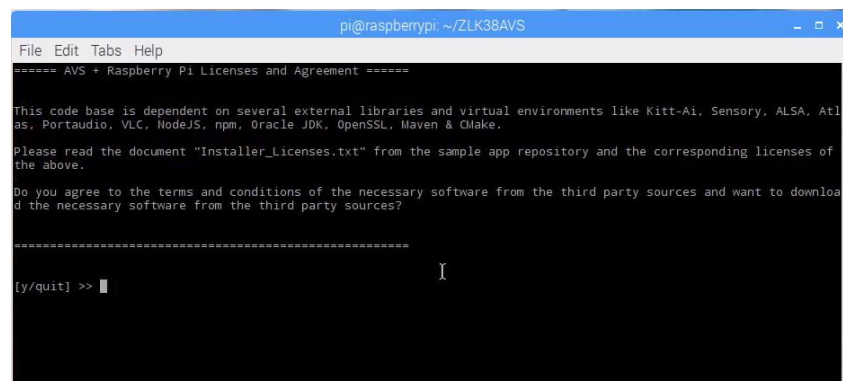 pi@raspberrypi: ~/ZLK38AVS
File Edit Tabs Help
====== AVS + Raspberry Pi Licenses and Agreement ======
This code base is dependent on several external libraries and virtual environments like Kitt-Ai, Sensory, ALSA, Atl
as, Portaudio, VLC, NodeJS, npm, Oracle JDK, OpenSSL, Maven & CMake.
Please read the document "Installer_Licenses.txt" from the sample app repository and the corresponding licenses of
the above.
Do you agree to the terms and conditions of the necessary software from the third party sources and want to downloa
d the necessary software from the third party sources?
=======================================================
[y/quit] >>